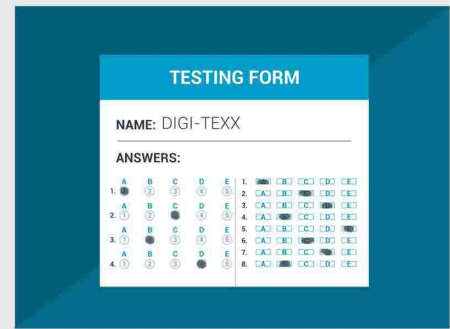 TESTING FORM
NAME: DIGI-TEXX
ANSWERS:
A B C D E
1. 2 3 4 5
A B C D E
2. 1 2 4 5
A B C D E
3. 1 3 4 5
A B C D E
4. 1 2 3 5
1. A B C D E
2. A B D E
3. A B C E
4. A C D E
5. A B C D
6. A B D E
7. A B C E
8. A C D E